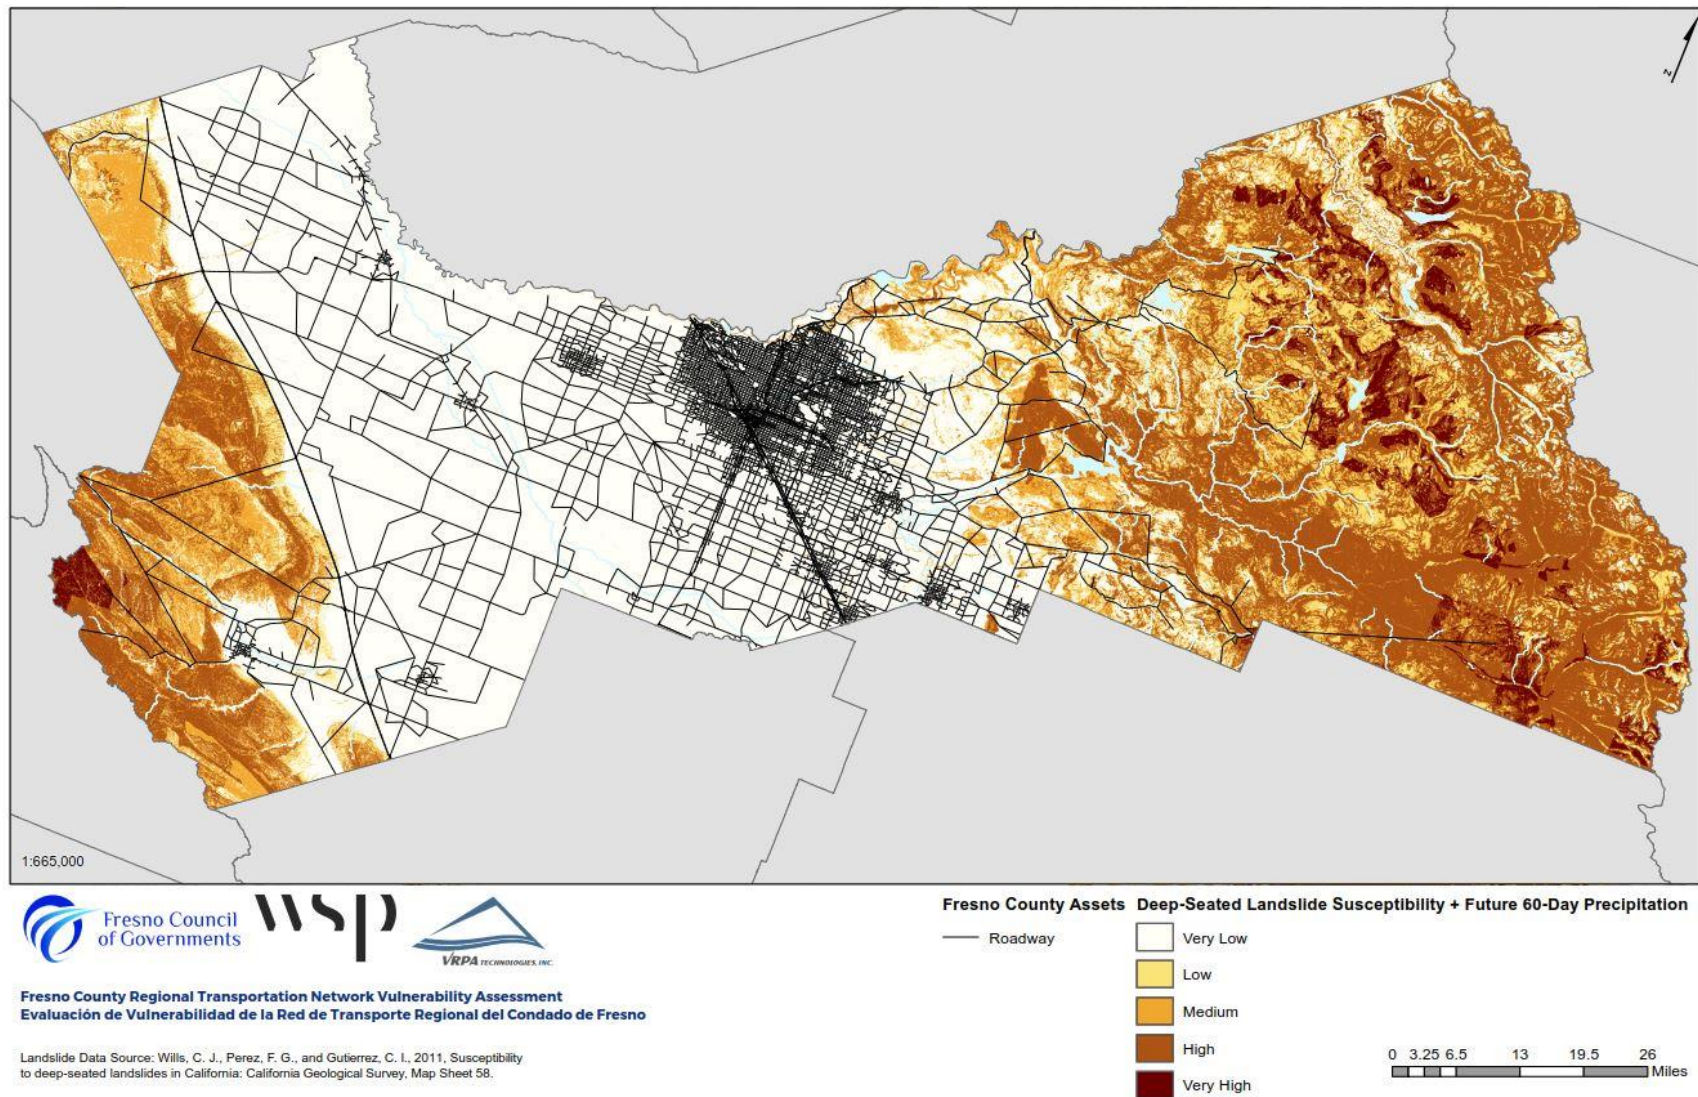 N
1:665,000
Fresno Council
of Governments
wsp
VRPA TECHNOLOGIES, INC.
Fresno County Regional Transportation Network Vulnerability Assessment
Evaluación de Vulnerabilidad de la Red de Transporte Regional del Condado de Fresno
Landslide Data Source: Wills, C. J., Perez, F. G., and Gutierrez, C. I., 2011, Susceptibility
to deep-seated landslides in California: California Geological Survey, Map Sheet 58.
Fresno County Assets
Roadway
Deep-Seated Landslide Susceptibility + Future 60-Day Precipitation
Very Low
Low
Medium
High
Very High
0 3.25 6.5 13 19.5 26
Miles